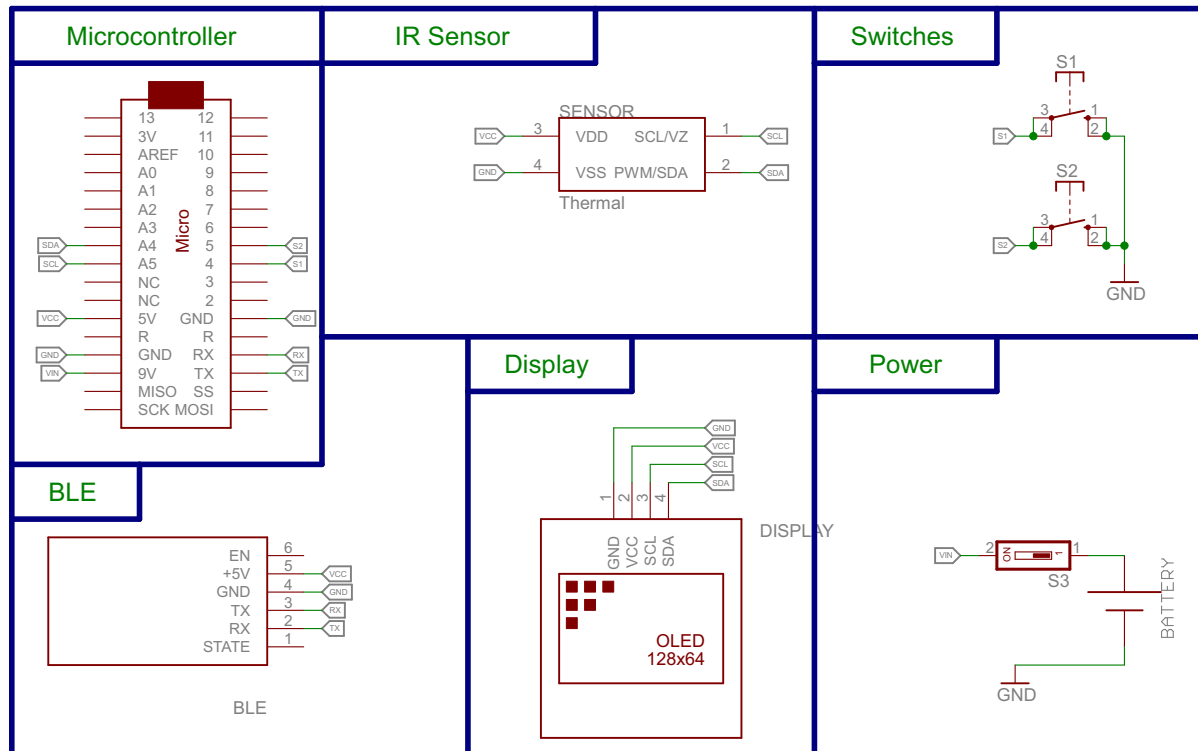 Microcontroller
13 12
3V 11
AREF 10
A0 9
A1 8
A2 7
A3 6
SDA A4 5 S2
SCL A5 4 S1
NC 3
NC 2
VCC 5V GND GND
R R
GND GND RX RX
VIN 9V TX TX
MISO SS
SCK MOSI
Micro
IR Sensor
SENSOR
VCC 3 VDD SCL/VZ 1 SCL
GND 4 VSS PWM/SDA 2 SDA
Thermal
Switches
S1
3 1
S1 4 2
S2
3 1
S2 4 2
GND
BLE
EN 6
+5V 5 VCC
GND 4 GND
TX 3 RX
RX 2 TX
STATE 1
BLE
Display
GND
VCC
SCL
SDA
1 2 3 4
GND VCC SCL SDA
DISPLAY
OLED
128x64
Power
VIN 2 ON 1 1
S3
BATTERY
GND